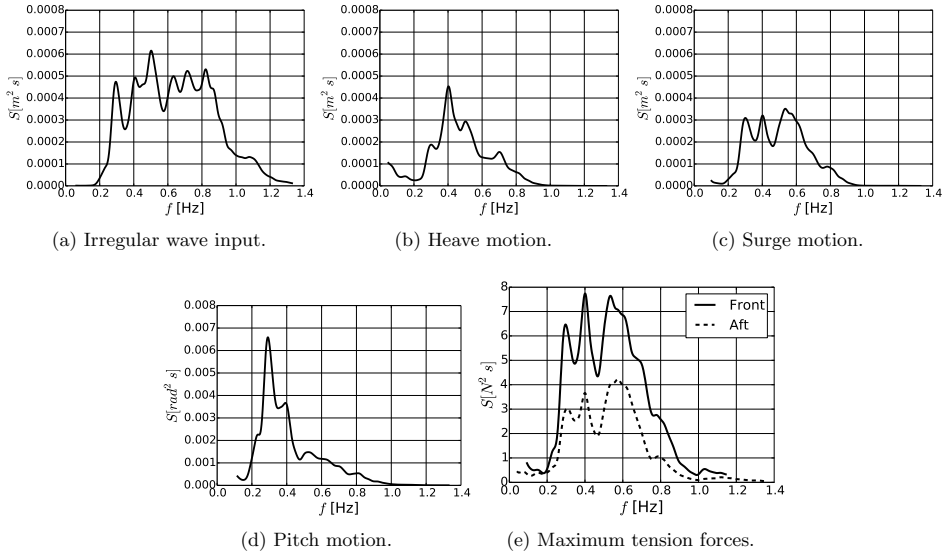 0.0008
0.0007
0.0006
0.0005
0.0004
0.0003
0.0002
0.0001
0.0000
S[m² s]
0.0 0.2 0.4 0.6 0.8 1.0 1.2 1.4
f [Hz]
(a) Irregular wave input.
0.0008
0.0007
0.0006
0.0005
0.0004
0.0003
0.0002
0.0001
0.0000
S[m² s]
0.0 0.2 0.4 0.6 0.8 1.0 1.2 1.4
f [Hz]
(b) Heave motion.
0.0008
0.0007
0.0006
0.0005
0.0004
0.0003
0.0002
0.0001
0.0000
S[m² s]
0.0 0.2 0.4 0.6 0.8 1.0 1.2 1.4
f [Hz]
(c) Surge motion.
0.008
0.007
0.006
0.005
0.004
0.003
0.002
0.001
0.000
S[rad² s]
0.0 0.2 0.4 0.6 0.8 1.0 1.2 1.4
f [Hz]
(d) Pitch motion.
8
7
6
5
4
3
2
1
0
S[N² s]
Front
Aft
0.0 0.2 0.4 0.6 0.8 1.0 1.2 1.4
f [Hz]
(e) Maximum tension forces.